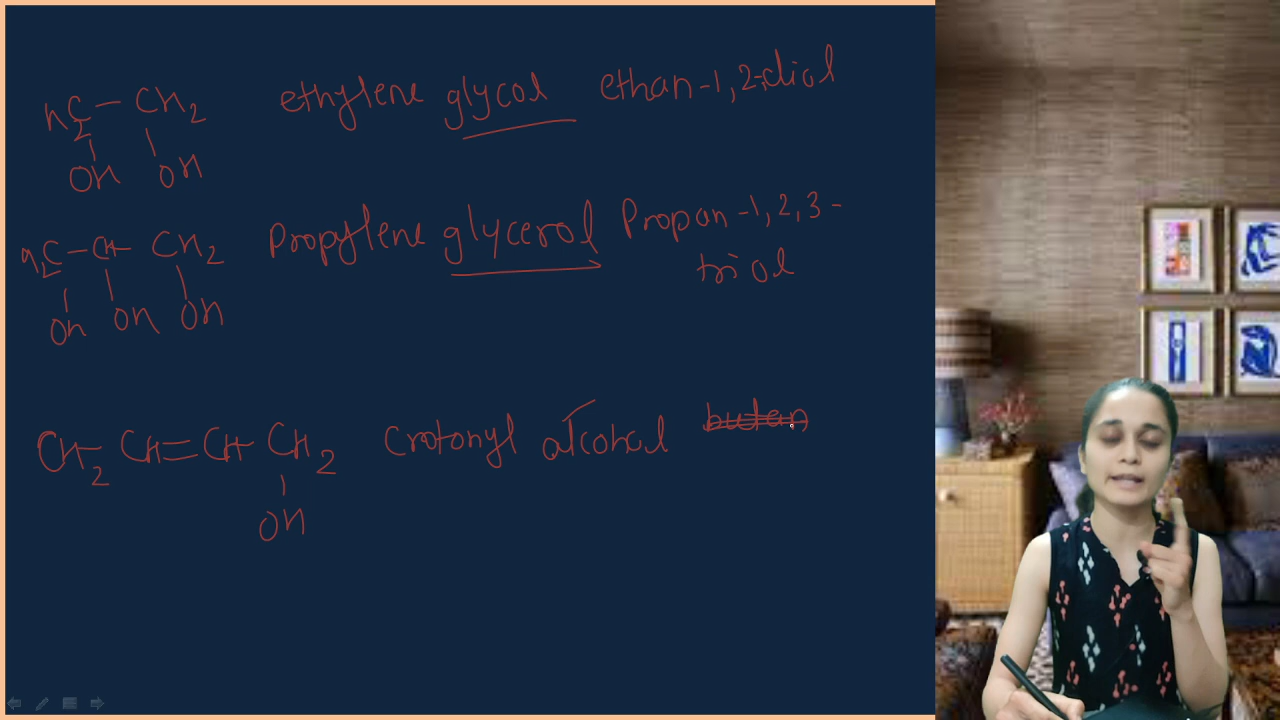 H2C - CH2 ethylene glycol ethan-1,2-diol
OH OH
H2C - CH - CH2 Propylene glycerol Propan-1,2,3-
OH OH OH triol
CH2-CH=CH-CH2 Crotonyl alcohol butan
OH